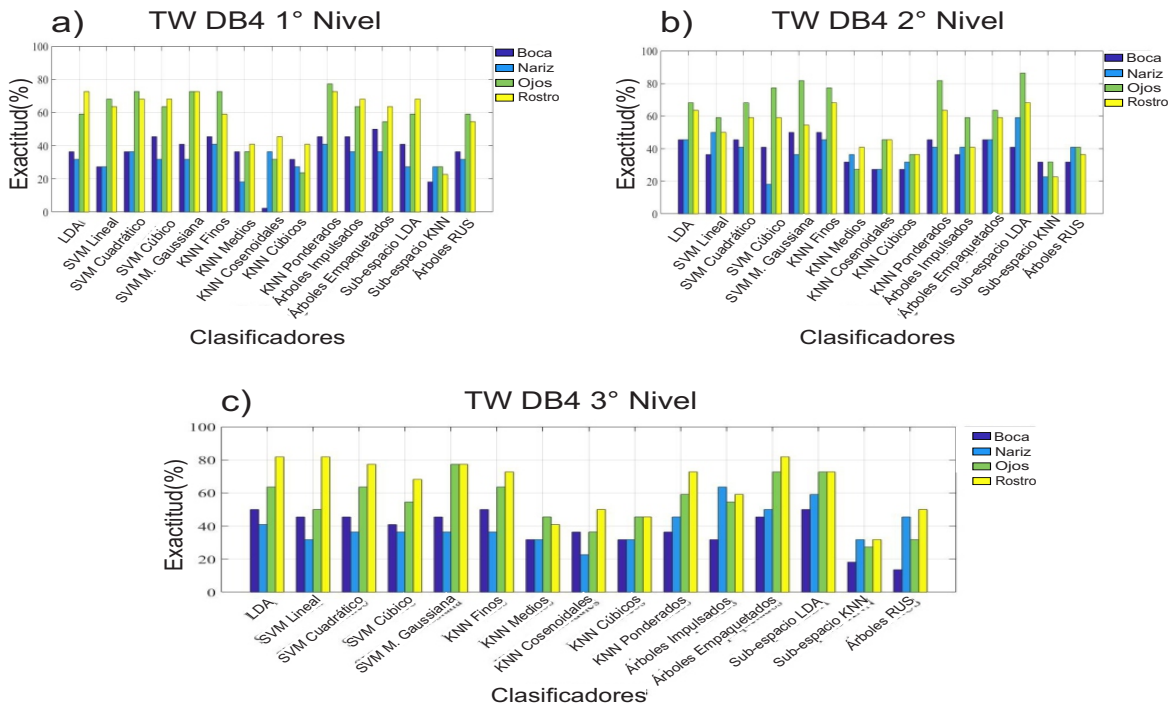 a) TW DB4 1° Nivel
Exactitud(%)
100
80
60
40
20
0
Boca
Nariz
Ojos
Rostro
LDA
SVM Lineal
SVM Cuadrático
SVM Cúbico
SVM M. Gaussiana
KNN Finos
KNN Medios
KNN Cosenoidales
KNN Cúbicos
KNN Ponderados
Árboles Impulsados
Árboles Empaquetados
Sub-espacio LDA
Sub-espacio KNN
Árboles RUS
Clasificadores
b) TW DB4 2° Nivel
Exactitud(%)
100
80
60
40
20
0
Boca
Nariz
Ojos
Rostro
LDA
SVM Lineal
SVM Cuadrático
SVM Cúbico
SVM M. Gaussiana
KNN Finos
KNN Medios
KNN Cosenoidales
KNN Cúbicos
KNN Ponderados
Árboles Impulsados
Árboles Empaquetados
Sub-espacio LDA
Sub-espacio KNN
Árboles RUS
Clasificadores
c) TW DB4 3° Nivel
Exactitud(%)
100
80
60
40
20
0
Boca
Nariz
Ojos
Rostro
LDA
SVM Lineal
SVM Cuadrático
SVM Cúbico
SVM M. Gaussiana
KNN Finos
KNN Medios
KNN Cosenoidales
KNN Cúbicos
KNN Ponderados
Árboles Impulsados
Árboles Empaquetados
Sub-espacio LDA
Sub-espacio KNN
Árboles RUS
Clasificadores